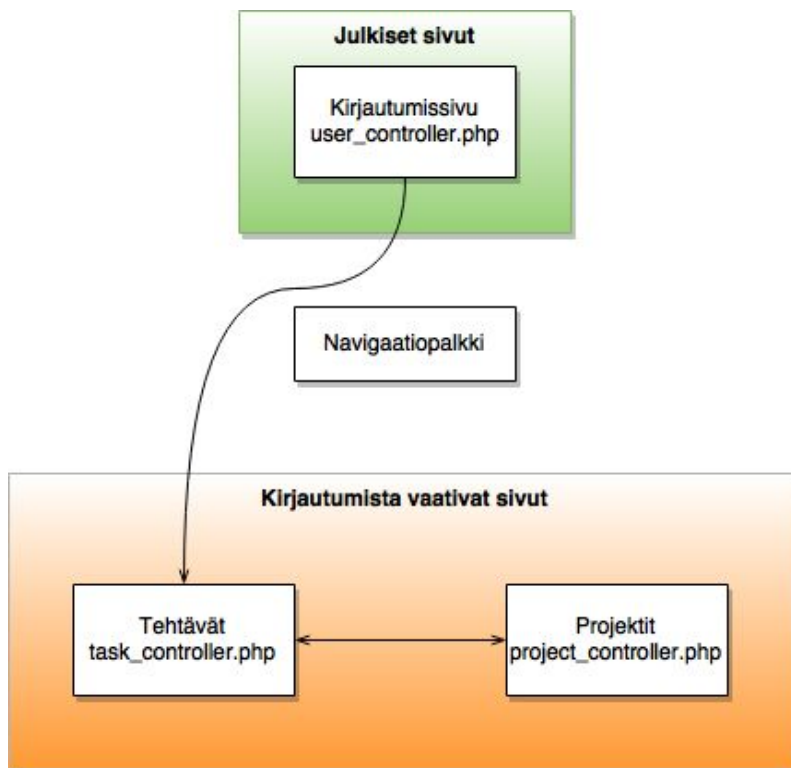 Julkiset sivut
Kirjautumissivu
user_controller.php
Navigaatiopalkki
Kirjautumista vaativat sivut
Tehtävät
task_controller.php
Projektit
project_controller.php